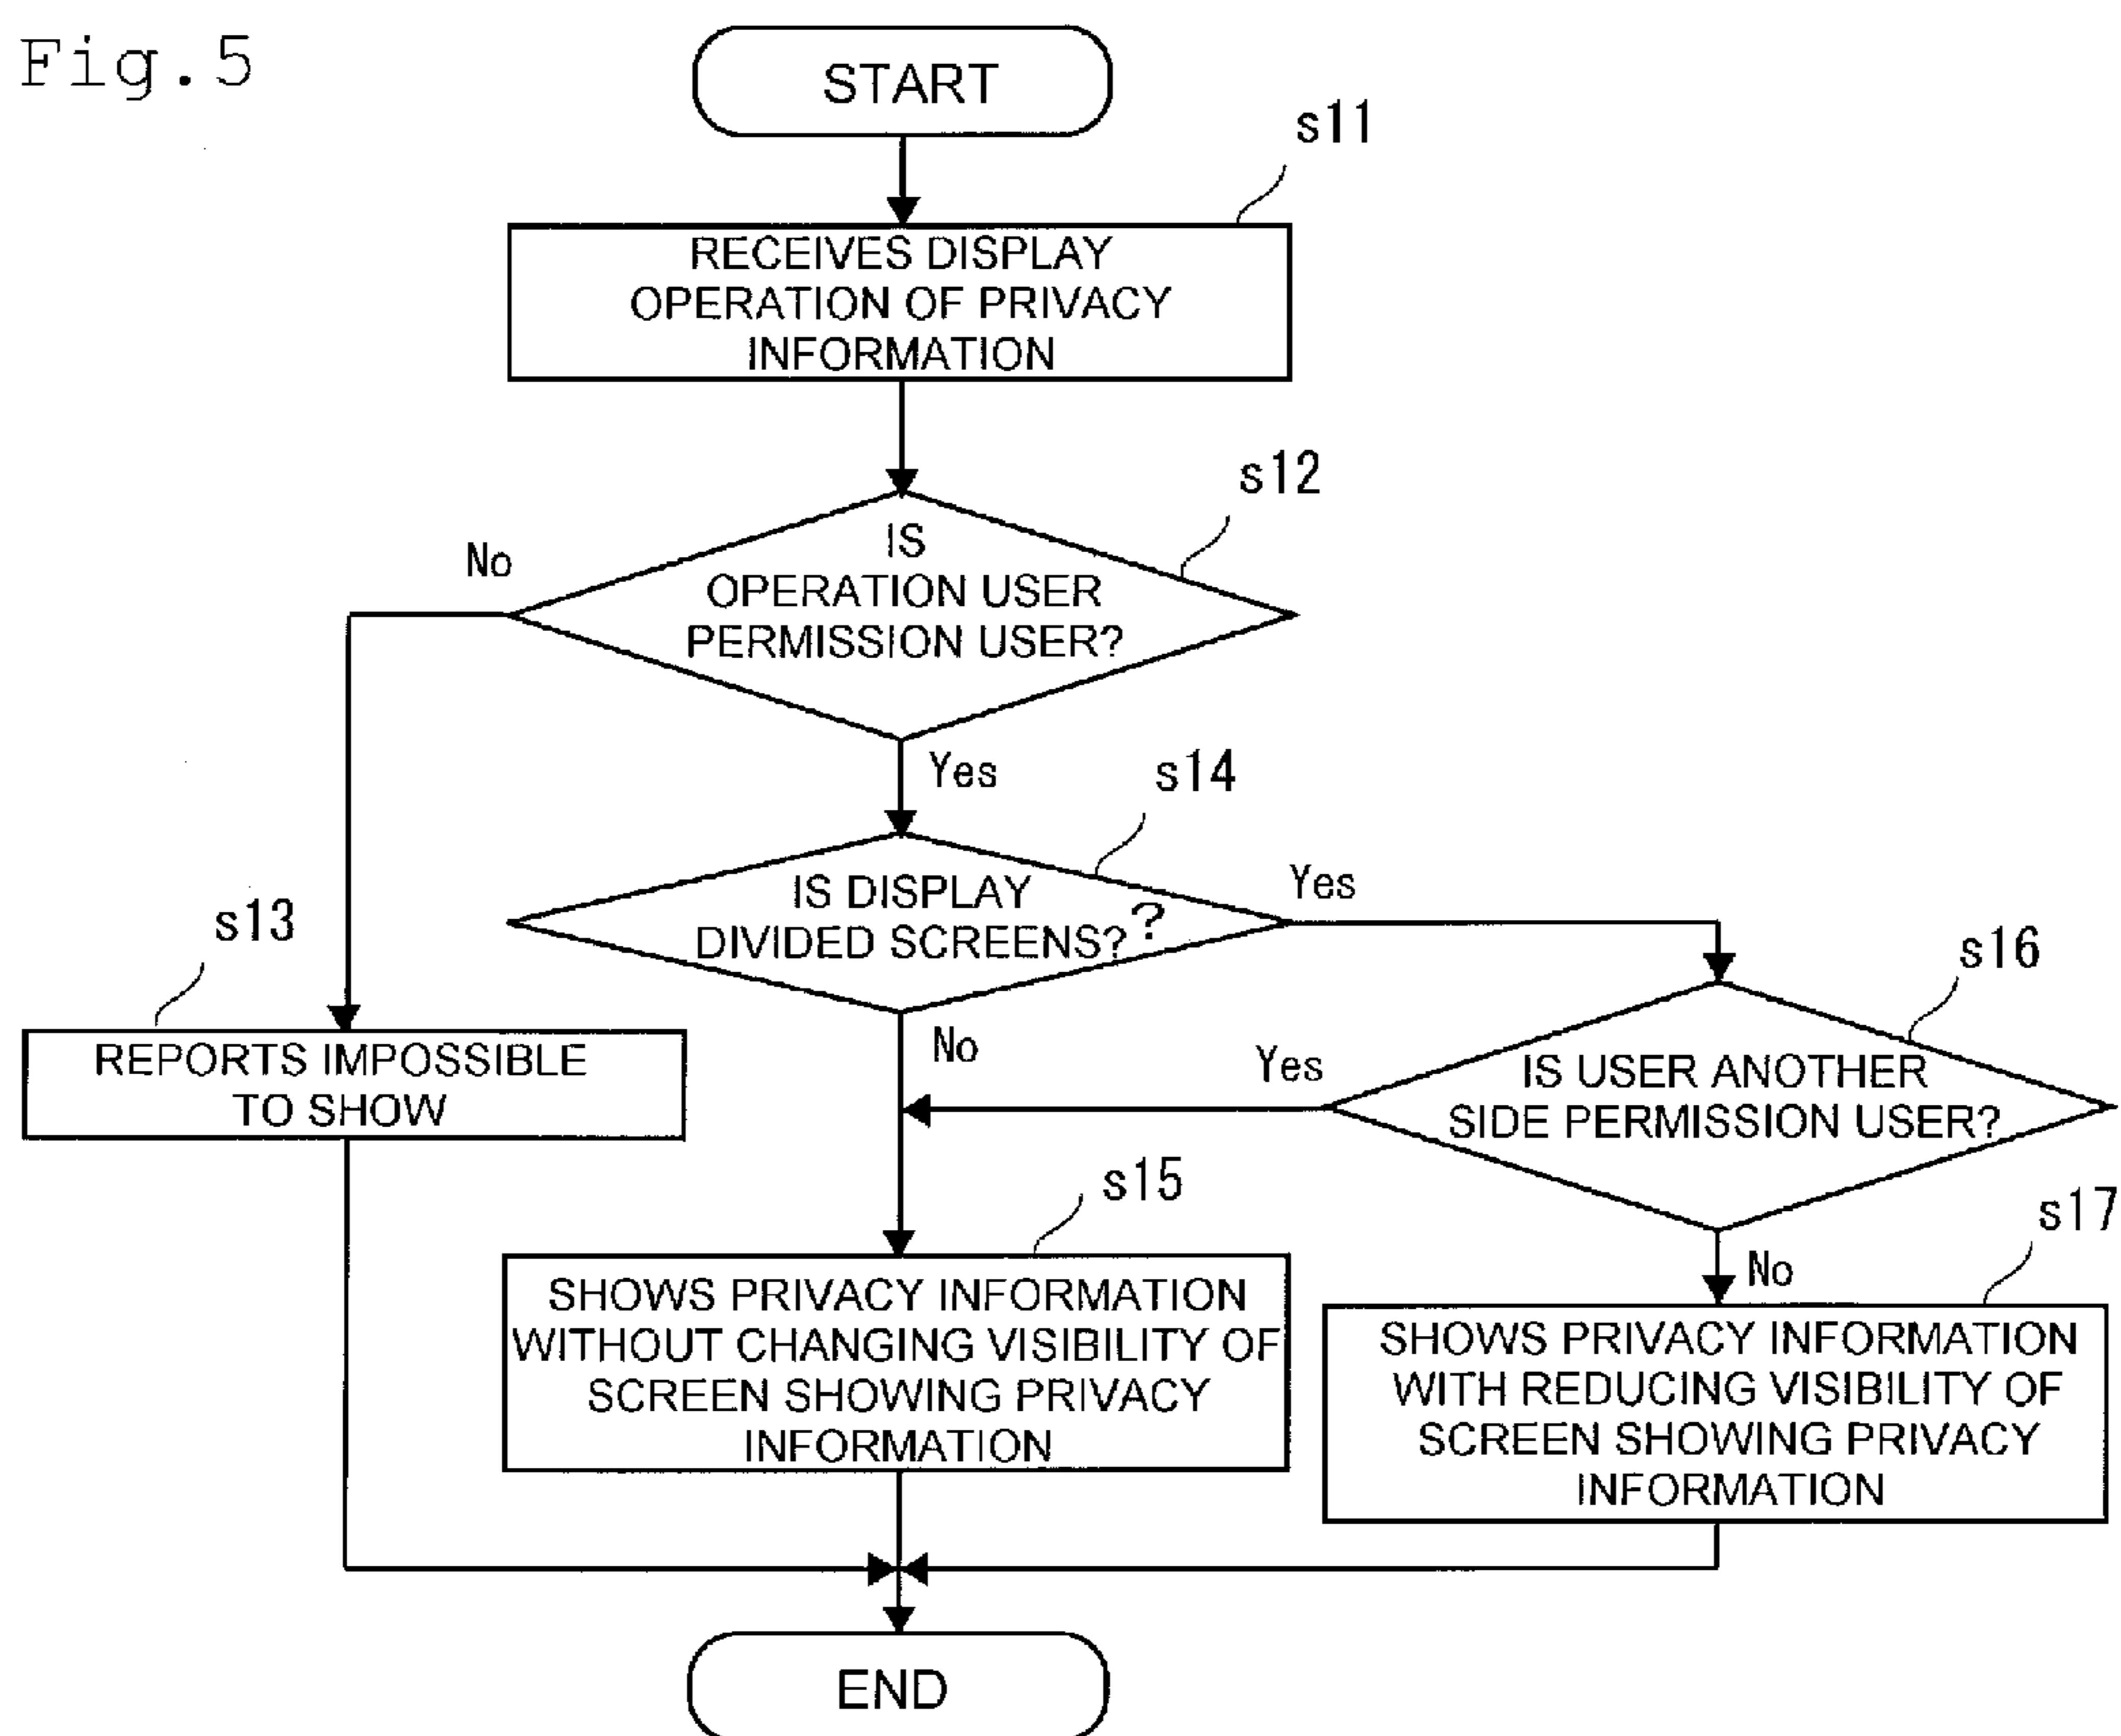 Fig.5
START
s11
RECEIVES DISPLAY
OPERATION OF PRIVACY
INFORMATION
s12
No
IS
OPERATION USER
PERMISSION USER?
Yes
s14
IS DISPLAY
DIVIDED SCREENS? ?
Yes
No
s13
REPORTS IMPOSSIBLE
TO SHOW
s16
Yes
IS USER ANOTHER
SIDE PERMISSION USER?
No
s15
SHOWS PRIVACY INFORMATION
WITHOUT CHANGING VISIBILITY OF
SCREEN SHOWING PRIVACY
INFORMATION
s17
SHOWS PRIVACY INFORMATION
WITH REDUCING VISIBILITY OF
SCREEN SHOWING PRIVACY
INFORMATION
END